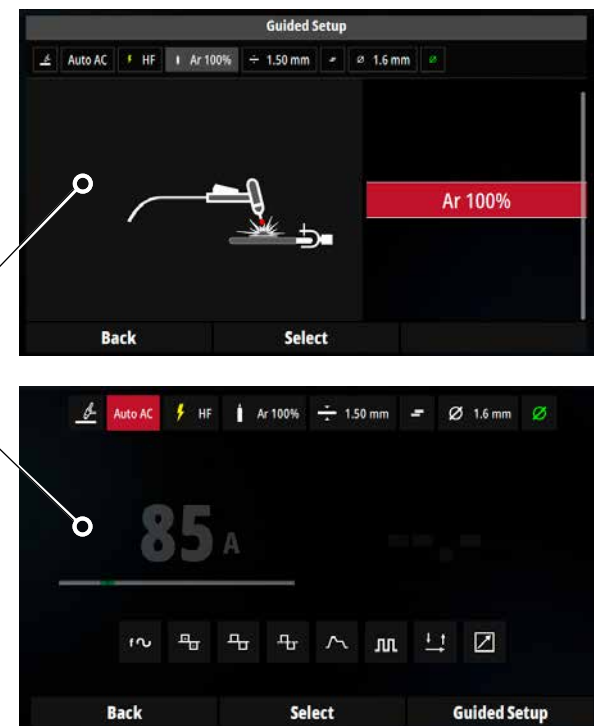 Guided Setup
Auto AC HF Ar 100% 1.50 mm ⌀ 1.6 mm ⌀
Ar 100%
Back Select
Auto AC HF Ar 100% 1.50 mm ⌀ 1.6 mm ⌀
85 A
Back Select Guided Setup